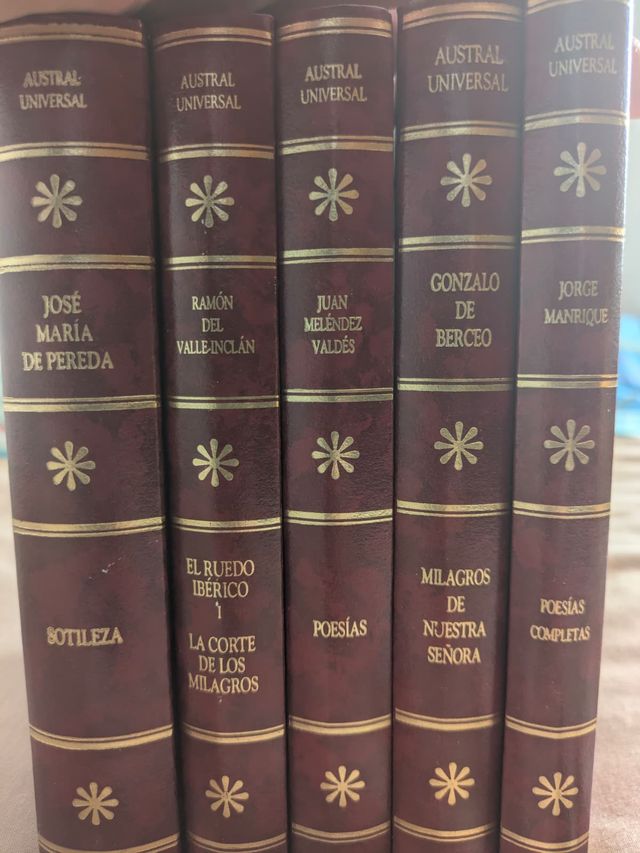 AUSTRAL
UNIVERSAL
JOSÉ
MARÍA
DE PEREDA
SOTILEZA
AUSTRAL
UNIVERSAL
RAMÓN
DEL
VALLE-INCLÁN
EL RUEDO
IBÉRICO
1
LA CORTE
DE LOS
MILAGROS
AUSTRAL
UNIVERSAL
JUAN
MELÉNDEZ
VALDÉS
POESÍAS
AUSTRAL
UNIVERSAL
GONZALO
DE
BERCEO
MILAGROS
DE
NUESTRA
SEÑORA
AUSTRAL
UNIVERSAL
JORGE
MANRIQUE
POESÍAS
COMPLETAS